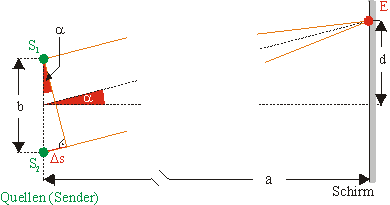 α
E
S₁
α
b
d
S₂
Δs
a
Quellen (Sender)
Schirm